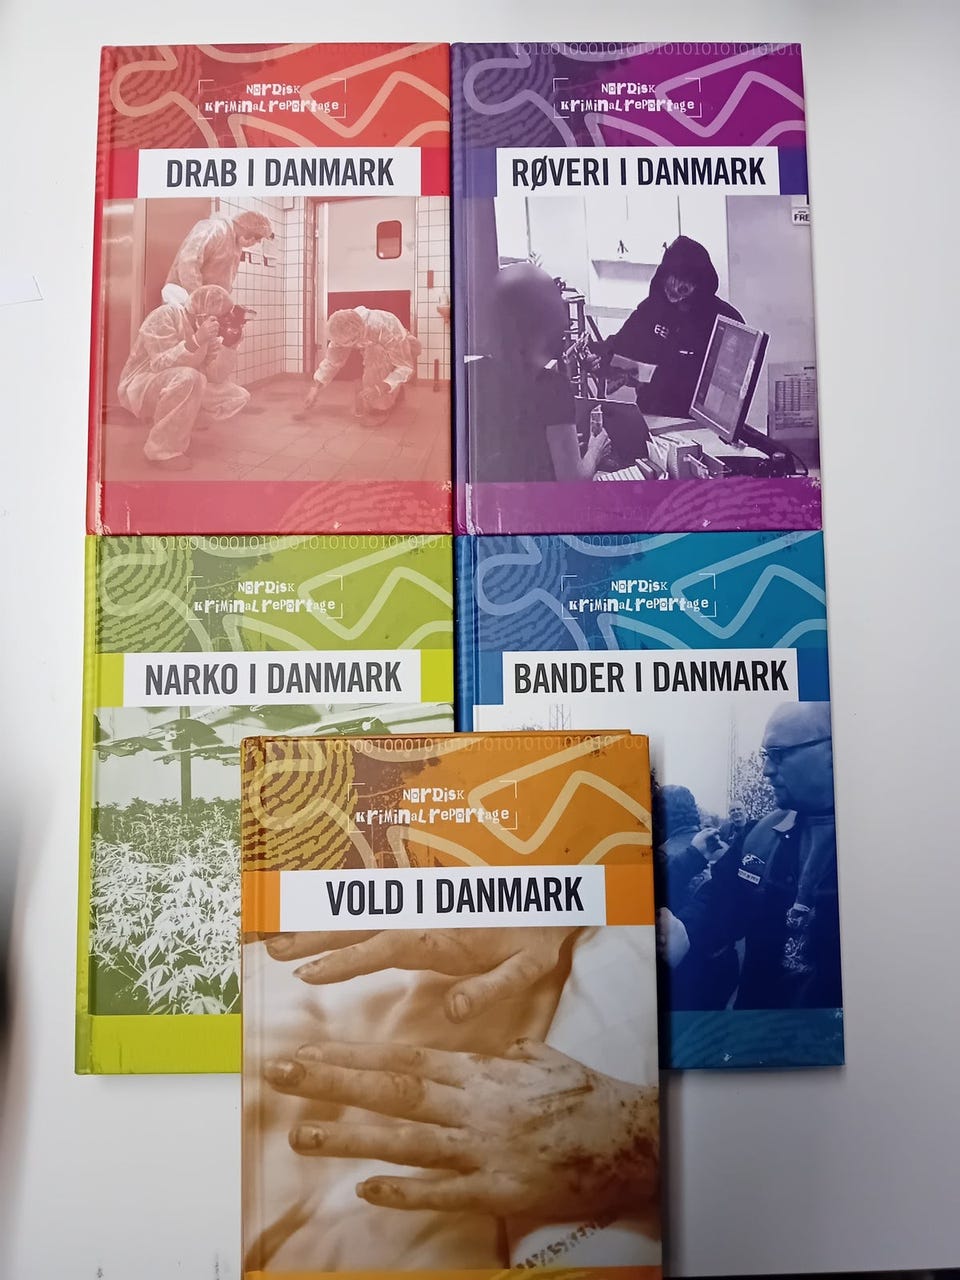 NORDISK
KRIMINALREPORTAGE
DRAB I DANMARK
NORDISK
KRIMINALREPORTAGE
RØVERI I DANMARK
FRE
NORDISK
KRIMINALREPORTAGE
NARKO I DANMARK
NORDISK
KRIMINALREPORTAGE
BANDER I DANMARK
NORDISK
KRIMINALREPORTAGE
VOLD I DANMARK